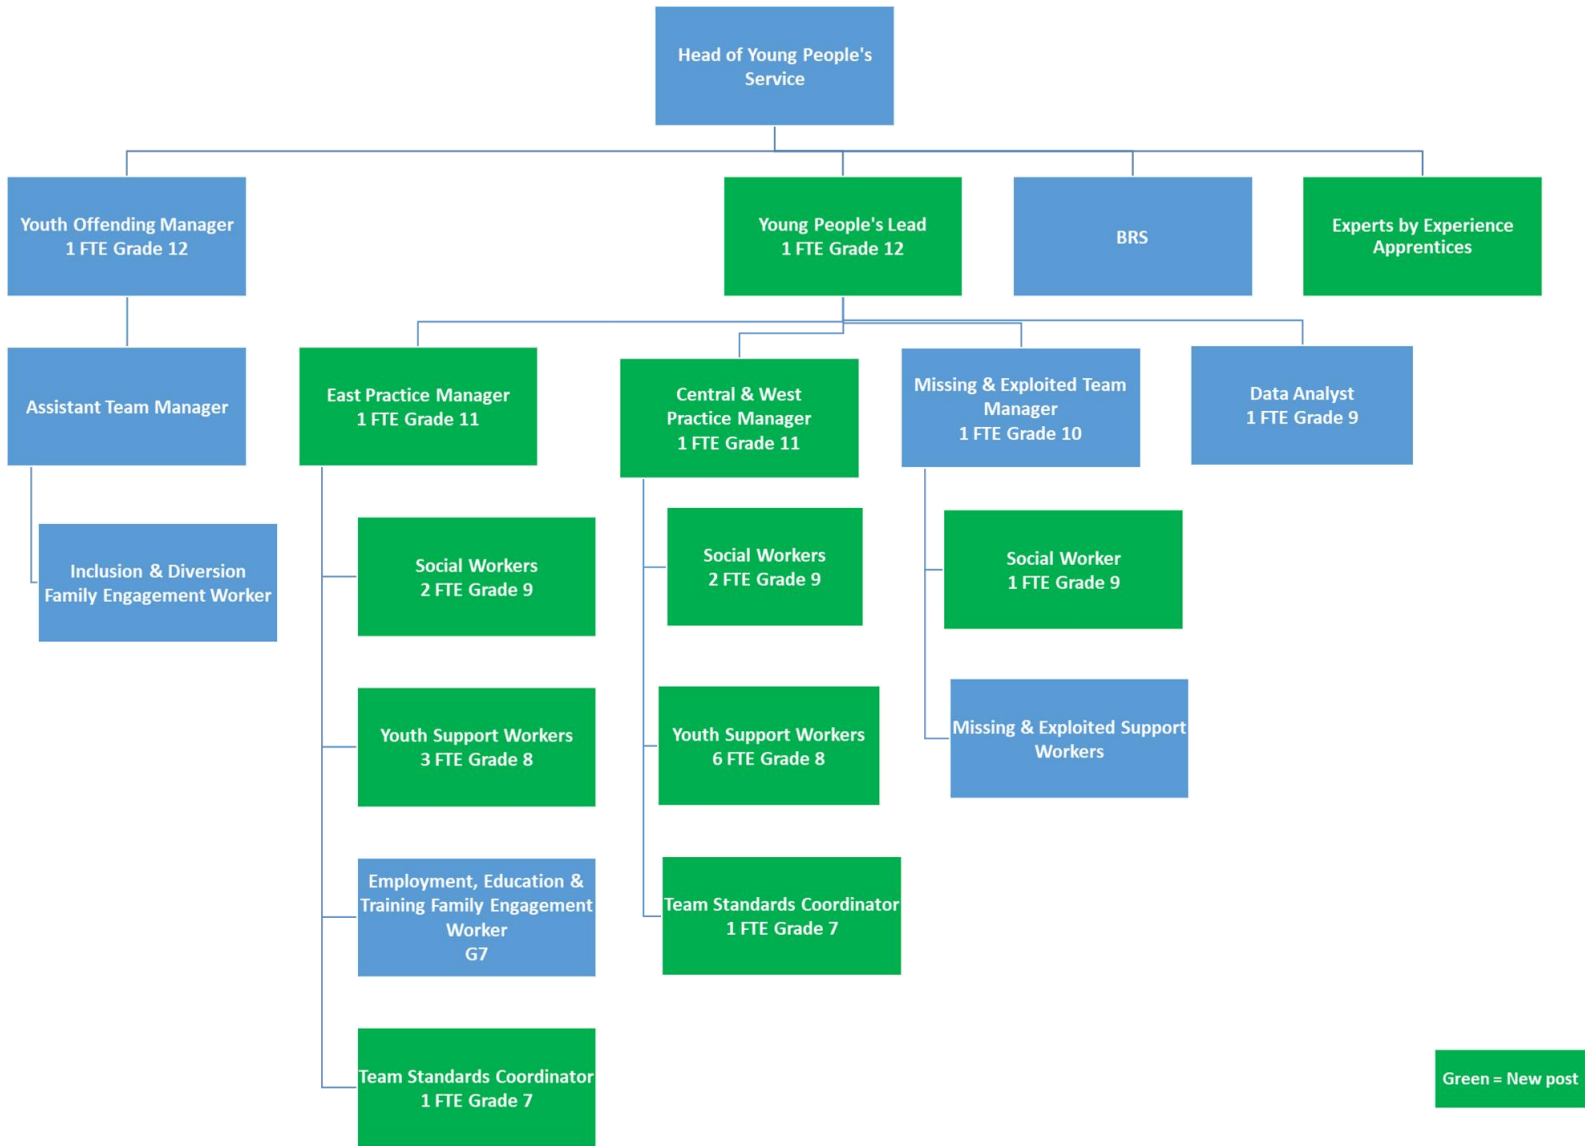 Head of Young People's
Service
Youth Offending Manager
1 FTE Grade 12
Young People's Lead
1 FTE Grade 12
BRS
Experts by Experience
Apprentices
Assistant Team Manager
East Practice Manager
1 FTE Grade 11
Central & West
Practice Manager
1 FTE Grade 11
Missing & Exploited Team
Manager
1 FTE Grade 10
Data Analyst
1 FTE Grade 9
Inclusion & Diversion
Family Engagement Worker
Social Workers
2 FTE Grade 9
Social Workers
2 FTE Grade 9
Social Worker
1 FTE Grade 9
Youth Support Workers
3 FTE Grade 8
Youth Support Workers
6 FTE Grade 8
Missing & Exploited Support
Workers
Employment, Education &
Training Family Engagement
Worker
G7
Team Standards Coordinator
1 FTE Grade 7
Team Standards Coordinator
1 FTE Grade 7
Green = New post